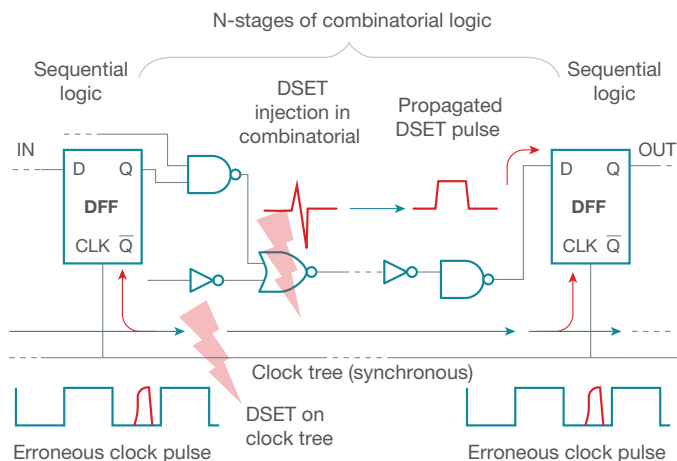 N-stages of combinatorial logic
Sequential
logic
DSET
injection in
combinatorial
Propagated
DSET pulse
Sequential
logic
IN
D Q
DFF
CLK Q̅
OUT
D Q
DFF
CLK Q̅
Clock tree (synchronous)
DSET on
clock tree
Erroneous clock pulse
Erroneous clock pulse